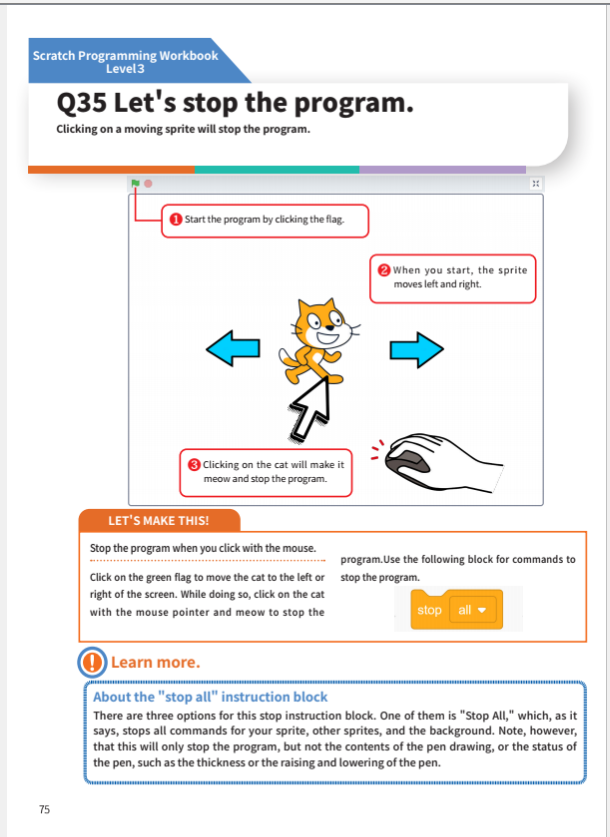 Scratch Programming Workbook
Level3
Q35 Let's stop the program.
Clicking on a moving sprite will stop the program.
1 Start the program by clicking the flag.
2 When you start, the sprite
moves left and right.
3 Clicking on the cat will make it
meow and stop the program.
LET'S MAKE THIS!
Stop the program when you click with the mouse.
Click on the green flag to move the cat to the left or
right of the screen. While doing so, click on the cat
with the mouse pointer and meow to stop the
program.Use the following block for commands to
stop the program.
stop all
Learn more.
About the "stop all" instruction block
There are three options for this stop instruction block. One of them is "Stop All," which, as it
says, stops all commands for your sprite, other sprites, and the background. Note, however,
that this will only stop the program, but not the contents of the pen drawing, or the status of
the pen, such as the thickness or the raising and lowering of the pen.
75